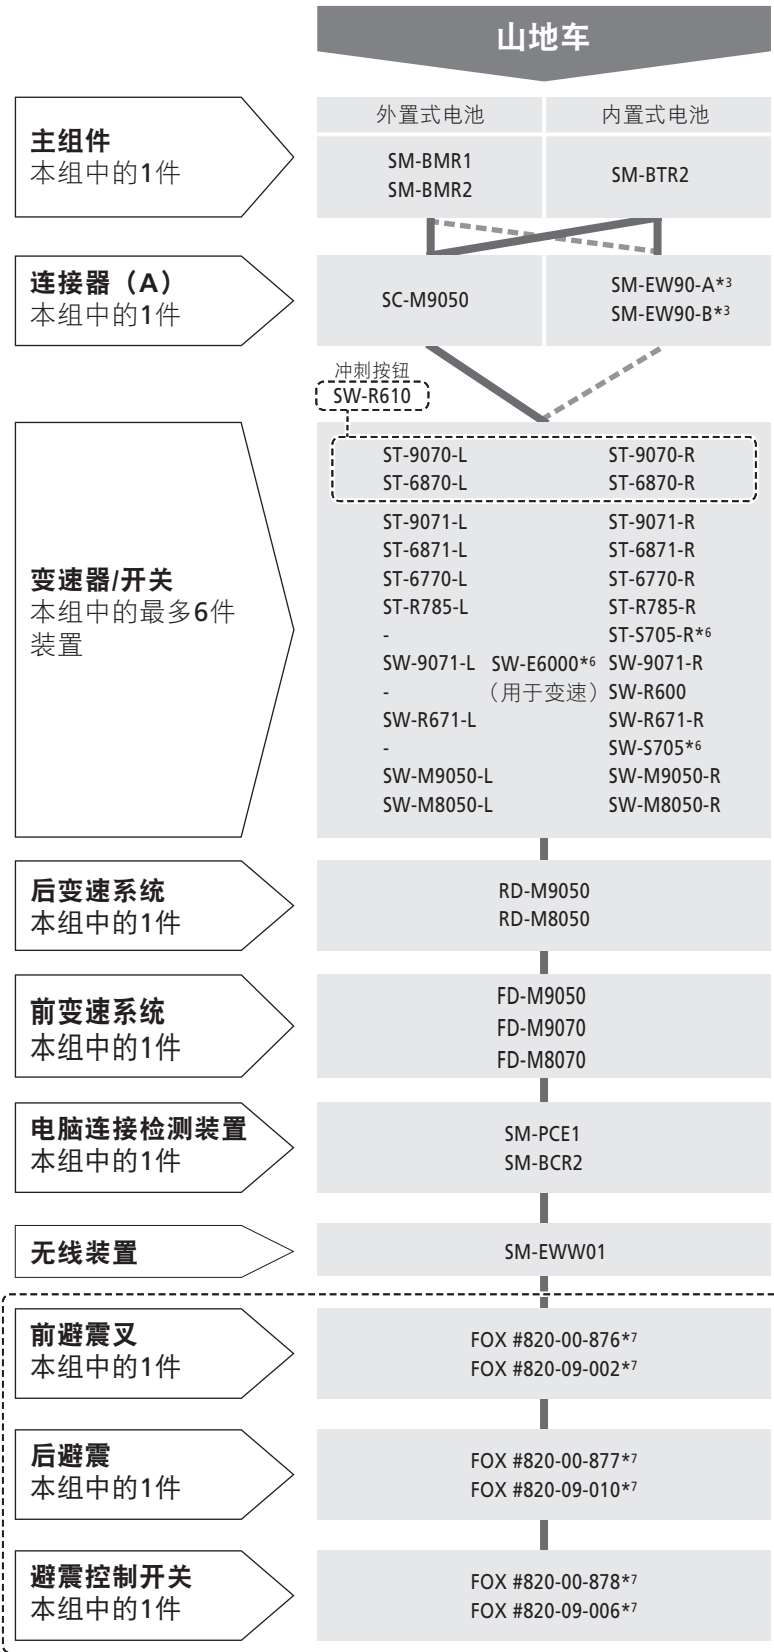 山地车
主组件
本组中的1件
外置式电池 内置式电池
SM-BMR1
SM-BMR2
SM-BTR2
连接器（A）
本组中的1件
SC-M9050
SM-EW90-A*3
SM-EW90-B*3
冲刺按钮
SW-R610
变速器/开关
本组中的最多6件
装置
ST-9070-L ST-9070-R
ST-6870-L ST-6870-R
ST-9071-L ST-9071-R
ST-6871-L ST-6871-R
ST-6770-L ST-6770-R
ST-R785-L ST-R785-R
- ST-S705-R*6
SW-9071-L SW-E6000*6 SW-9071-R
- （用于变速） SW-R600
SW-R671-L SW-R671-R
- SW-S705*6
SW-M9050-L SW-M9050-R
SW-M8050-L SW-M8050-R
后变速系统
本组中的1件
RD-M9050
RD-M8050
前变速系统
本组中的1件
FD-M9050
FD-M9070
FD-M8070
电脑连接检测装置
本组中的1件
SM-PCE1
SM-BCR2
无线装置
SM-EWW01
前避震叉
本组中的1件
FOX #820-00-876*7
FOX #820-09-002*7
后避震
本组中的1件
FOX #820-00-877*7
FOX #820-09-010*7
避震控制开关
本组中的1件
FOX #820-00-878*7
FOX #820-09-006*7